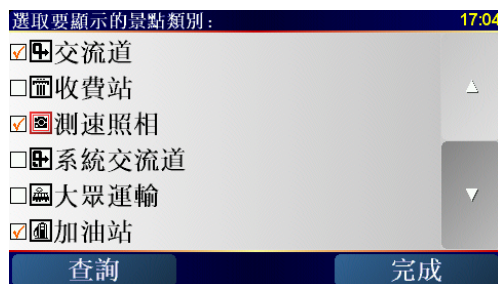 選取要顯示的景點類別：
17:04
交流道
收費站
測速照相
系統交流道
大眾運輸
加油站
查詢
完成